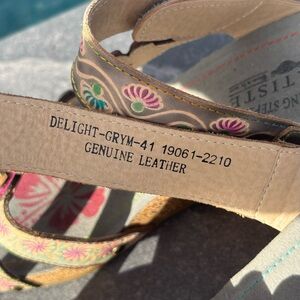 DELIGHT-GRYM-41 19061-2210
GENUINE LEATHER